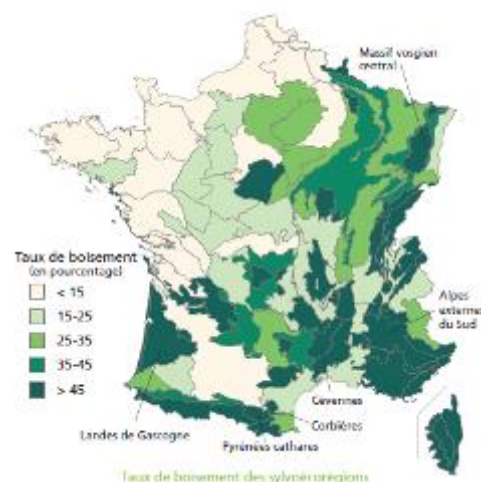 Massif vosgien
central
Taux de boisement
(en pourcentage)
< 15
15-25
25-35
35-45
> 45
Alpes
externes
du Sud
Cévennes
Corbières
Landes de Gascogne
Pyrénées cathares
Taux de boisement des sylvoécorégions